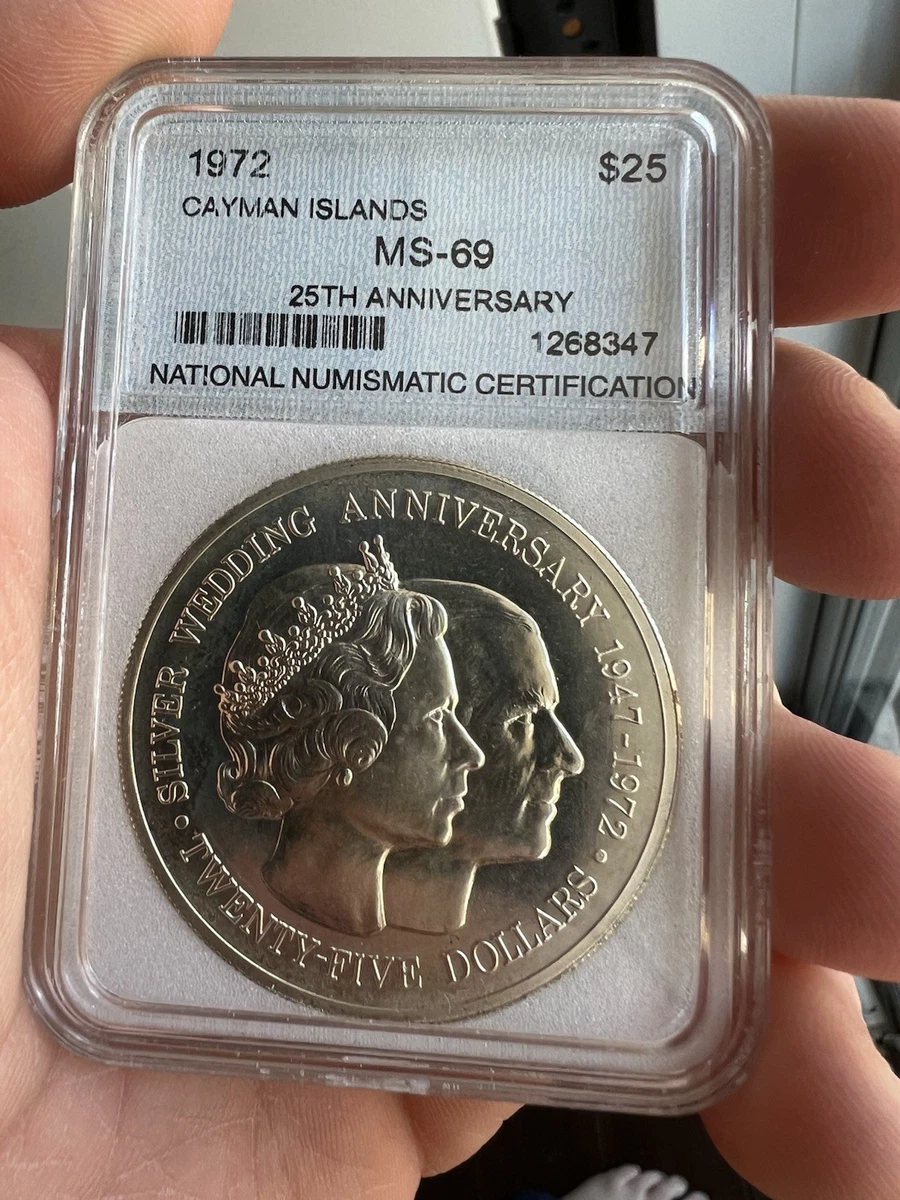 1972 $25
CAYMAN ISLANDS
MS-69
25TH ANNIVERSARY
1268347
NATIONAL NUMISMATIC CERTIFICATION
• SILVER WEDDING ANNIVERSARY 1947-1972 •
TWENTY-FIVE DOLLARS